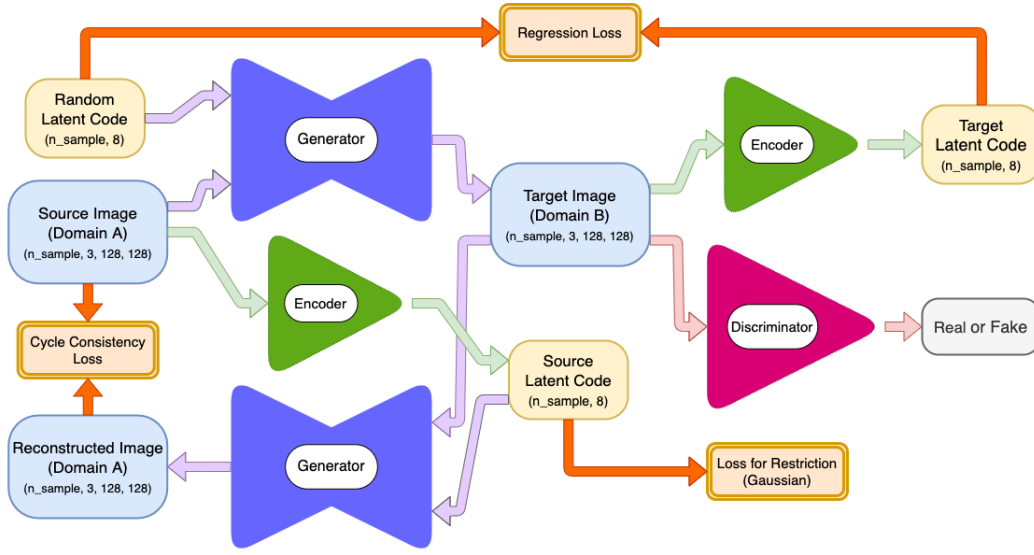 Regression Loss
Random
Latent Code
(n_sample, 8)
Generator
Encoder
Target
Latent Code
(n_sample, 8)
Source Image
(Domain A)
(n_sample, 3, 128, 128)
Target Image
(Domain B)
(n_sample, 3, 128, 128)
Encoder
Discriminator
Real or Fake
Cycle Consistency
Loss
Source
Latent Code
(n_sample, 8)
Reconstructed Image
(Domain A)
(n_sample, 3, 128, 128)
Generator
Loss for Restriction
(Gaussian)